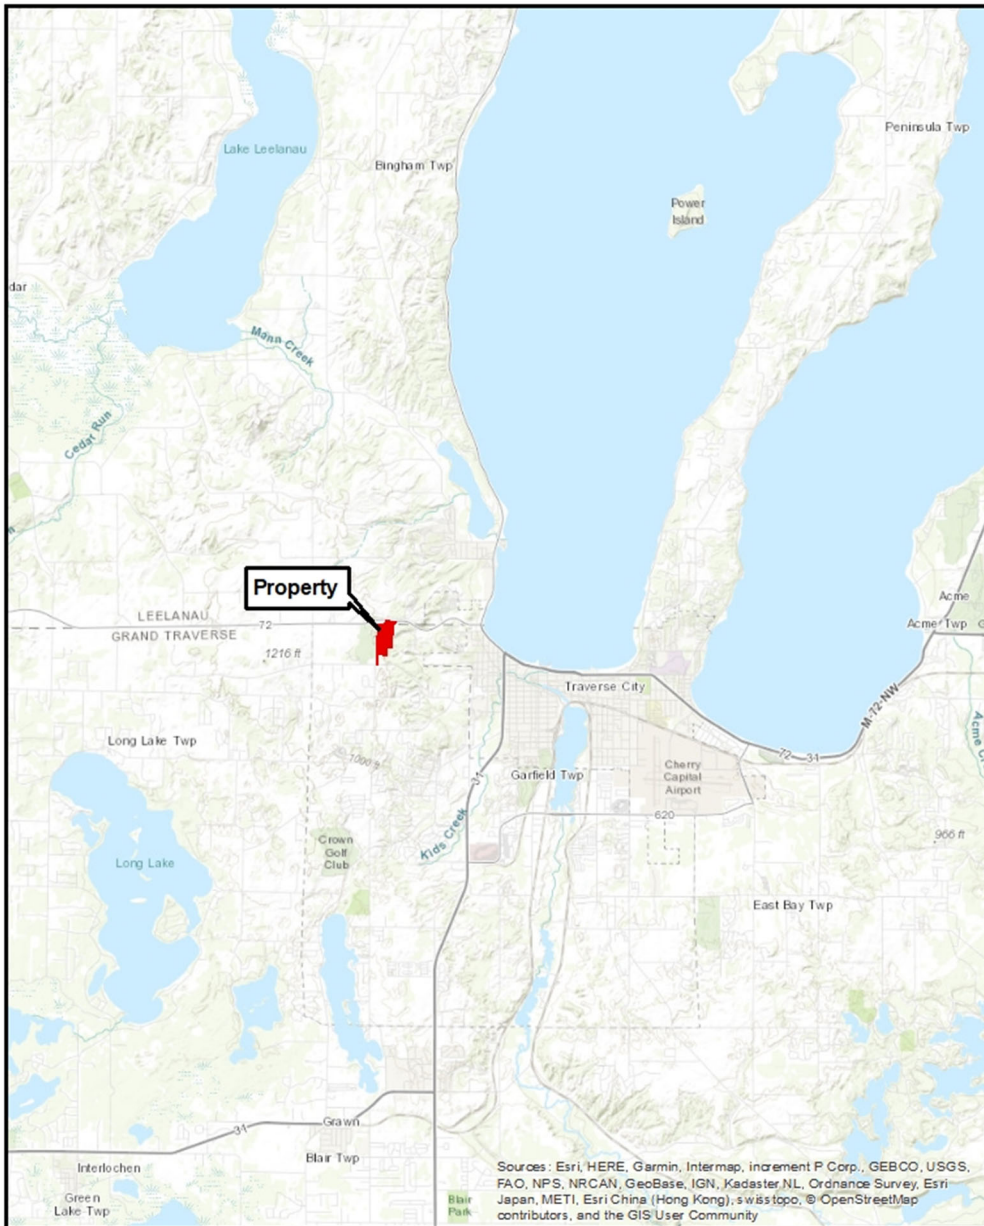 Lake Leelanau
Bingham Twp
Peninsula Twp
Power
Island
dar
Mann Creek
Cedar Run
n
Property
LEELANAU
72
GRAND TRAVERSE
1216 ft
Acme
Acme Twp
G
Traverse City
M-72-NW
Acme C
Long Lake Twp
1000 ft
72
31
Garfield Twp
Cherry
Capital
Airport
31
620
Kids Creek
966 ft
Crown
Golf
Club
Long Lake
East Bay Twp
31
Grawn
Blair Twp
Interlochen
Green
Lake Twp
Blair
Park
Sources: Esri, HERE, Garmin, Intermap, increment P Corp., GEBCO, USGS,
FAO, NPS, NRCAN, GeoBase, IGN, Kadaster NL, Ordnance Survey, Esri
Japan, METI, Esri China (Hong Kong), swisstopo, © OpenStreetMap
contributors, and the GIS User Community